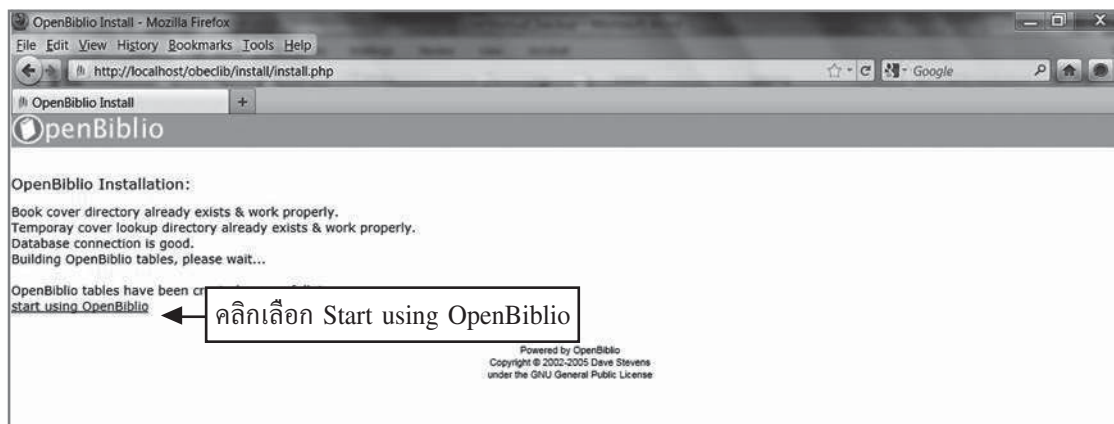 OpenBiblio Install - Mozilla Firefox
File Edit View History Bookmarks Tools Help
http://localhost/obeclib/install/install.php
Google
OpenBiblio Install +
OpenBiblio
OpenBiblio Installation:
Book cover directory already exists & work properly.
Temporay cover lookup directory already exists & work properly.
Database connection is good.
Building OpenBiblio tables, please wait...
OpenBiblio tables have been
start using OpenBiblio
คลิกเลือก Start using OpenBiblio
Powered by OpenBiblio
Copyright © 2002-2005 Dave Stevens
under the GNU General Public License